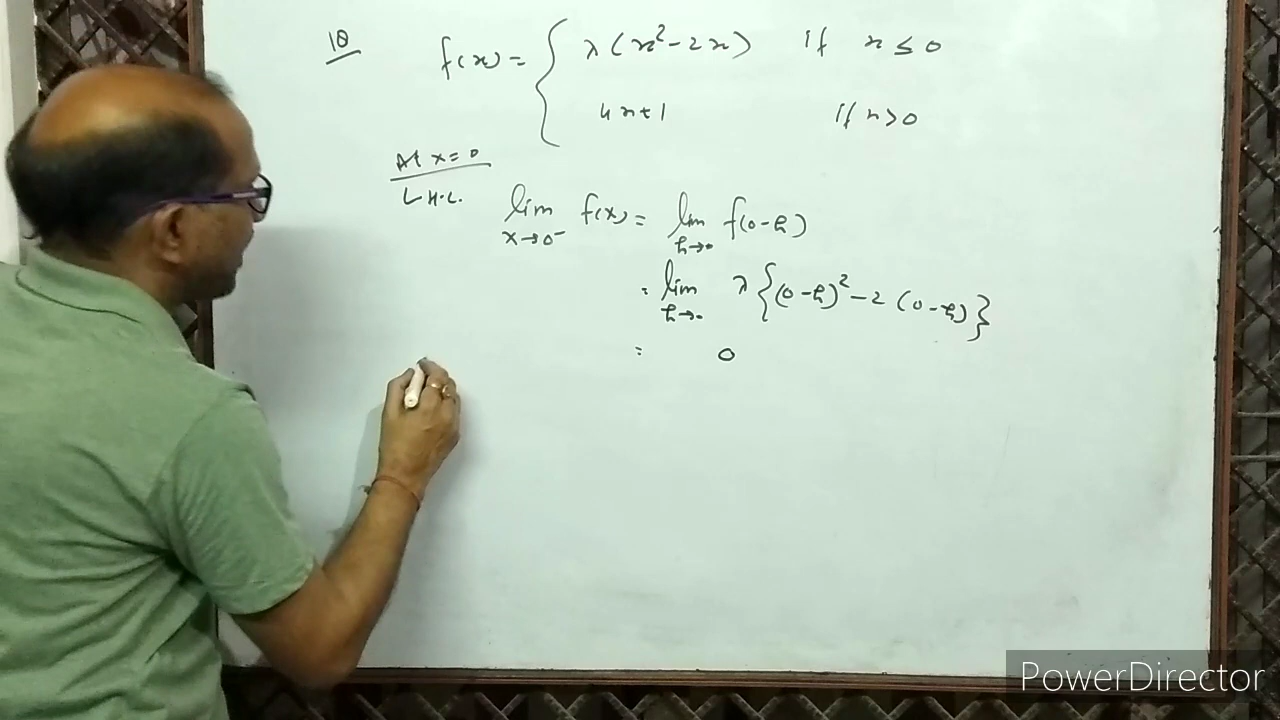 18 f(x) = { λ(x² - 2x) if x ≤ 0
4x+1 if x>0
At x = 0
L H.L. lim x→0⁻ f(x) = lim h→0 f(0-h)
= lim h→0 λ{(0-h)² - 2(0-h)}
= 0
PowerDirector